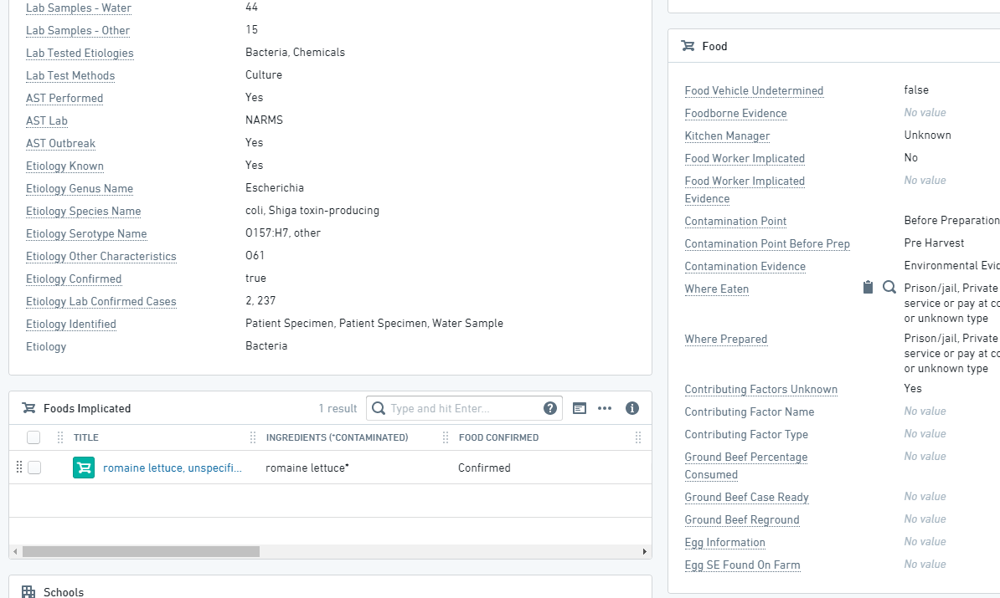 Lab Samples - Water 44
Lab Samples - Other 15
Lab Tested Etiologies Bacteria, Chemicals
Lab Test Methods Culture
AST Performed Yes
AST Lab NARMS
AST Outbreak Yes
Etiology Known Yes
Etiology Genus Name Escherichia
Etiology Species Name coli, Shiga toxin-producing
Etiology Serotype Name O157:H7, other
Etiology Other Characteristics O61
Etiology Confirmed true
Etiology Lab Confirmed Cases 2, 237
Etiology Identified Patient Specimen, Patient Specimen, Water Sample
Etiology Bacteria
Foods Implicated 1 result Type and hit Enter...
TITLE INGREDIENTS (*CONTAMINATED) FOOD CONFIRMED
romaine lettuce, unspecifi... romaine lettuce* Confirmed
Schools
Food
Food Vehicle Undetermined false
Foodborne Evidence No value
Kitchen Manager Unknown
Food Worker Implicated No
Food Worker Implicated No value
Evidence
Contamination Point Before Preparation
Contamination Point Before Prep Pre Harvest
Contamination Evidence Environmental Evid
Where Eaten Prison/jail, Private
service or pay at co
or unknown type
Where Prepared Prison/jail, Private
service or pay at co
or unknown type
Contributing Factors Unknown Yes
Contributing Factor Name No value
Contributing Factor Type No value
Ground Beef Percentage No value
Consumed
Ground Beef Case Ready No value
Ground Beef Reground No value
Egg Information No value
Egg SE Found On Farm No value